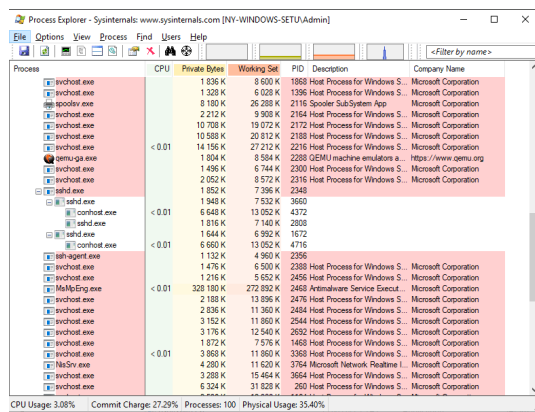 Process Explorer - Sysinternals: www.sysinternals.com [NY-WINDOWS-SETU\Admin]
File Options View Process Find Users Help
<Filter by name>
Process CPU Private Bytes Working Set PID Description Company Name
svchost.exe 1 836 K 8 600 K 1868 Host Process for Windows S... Microsoft Corporation
svchost.exe 1 328 K 6 028 K 1396 Host Process for Windows S... Microsoft Corporation
spoolsv.exe 8 180 K 26 288 K 2116 Spooler SubSystem App Microsoft Corporation
svchost.exe 2 212 K 9 908 K 2164 Host Process for Windows S... Microsoft Corporation
svchost.exe 10 708 K 19 072 K 2172 Host Process for Windows S... Microsoft Corporation
svchost.exe 10 588 K 20 812 K 2188 Host Process for Windows S... Microsoft Corporation
svchost.exe < 0.01 14 156 K 27 212 K 2216 Host Process for Windows S... Microsoft Corporation
qemu-ga.exe 1 804 K 8 584 K 2288 QEMU machine emulators a... https://www.qemu.org
svchost.exe 1 496 K 6 744 K 2300 Host Process for Windows S... Microsoft Corporation
svchost.exe 2 052 K 8 572 K 2316 Host Process for Windows S... Microsoft Corporation
sshd.exe 1 852 K 7 396 K 2348
sshd.exe 1 948 K 7 532 K 3660
conhost.exe < 0.01 6 648 K 13 052 K 4372
sshd.exe 1 816 K 7 140 K 2808
sshd.exe 1 644 K 6 992 K 1672
conhost.exe < 0.01 6 660 K 13 052 K 4716
ssh-agent.exe 1 132 K 4 960 K 2356
svchost.exe 1 476 K 6 500 K 2388 Host Process for Windows S... Microsoft Corporation
svchost.exe 1 216 K 5 652 K 2456 Host Process for Windows S... Microsoft Corporation
MsMpEng.exe < 0.01 328 180 K 272 892 K 2468 Antimalware Service Execut... Microsoft Corporation
svchost.exe 2 188 K 13 896 K 2476 Host Process for Windows S... Microsoft Corporation
svchost.exe 2 836 K 11 360 K 2484 Host Process for Windows S... Microsoft Corporation
svchost.exe 3 152 K 11 860 K 2544 Host Process for Windows S... Microsoft Corporation
svchost.exe 3 176 K 12 540 K 2692 Host Process for Windows S... Microsoft Corporation
svchost.exe 1 872 K 7 576 K 1468 Host Process for Windows S... Microsoft Corporation
svchost.exe < 0.01 3 868 K 11 860 K 3368 Host Process for Windows S... Microsoft Corporation
NisSrv.exe 4 280 K 11 620 K 3764 Microsoft Network Realtime I... Microsoft Corporation
svchost.exe 3 288 K 15 464 K 3664 Host Process for Windows S... Microsoft Corporation
svchost.exe 6 324 K 31 828 K 260 Host Process for Windows S... Microsoft Corporation
CPU Usage: 3.08% Commit Charge: 27.29% Processes: 100 Physical Usage: 35.40%